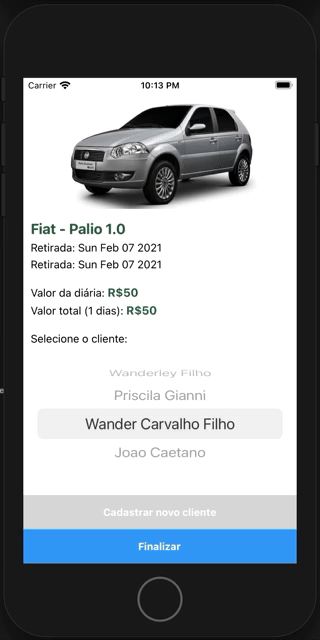 Carrier 10:13 PM
Fiat - Palio 1.0
Retirada: Sun Feb 07 2021
Retirada: Sun Feb 07 2021
Valor da diária: R$50
Valor total (1 dias): R$50
Selecione o cliente:
Wanderley Filho
Priscila Gianni
Wander Carvalho Filho
Joao Caetano
Cadastrar novo cliente
Finalizar